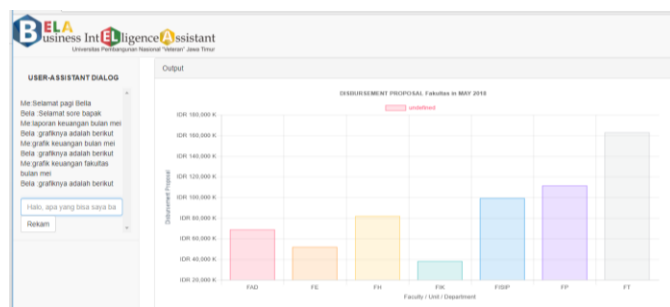 BELA
Business IntELligence Assistant
Universitas Pembangunan Nasional "Veteran" Jawa Timur
USER-ASSISTANT DIALOG
Me:Selamat pagi Bella
Bela :Selamat sore bapak
Me:laporan keuangan bulan mei
Bela :grafiknya adalah berikut
Me:grafik keuangan bulan mei
Bela :grafiknya adalah berikut
Me:grafik keuangan fakultas
bulan mei
Bela :grafiknya adalah berikut
Halo, apa yang bisa saya ba
Rekam
Output
DISBURSEMENT PROPOSAL Fakultas in MAY 2018
undefined
IDR 180,000 K
IDR 160,000 K
IDR 140,000 K
IDR 120,000 K
IDR 100,000 K
IDR 80,000 K
IDR 60,000 K
IDR 40,000 K
IDR 20,000 K
Disbursement Proposal
FAD FE FH FIK FISIP FP FT
Faculty / Unit / Department